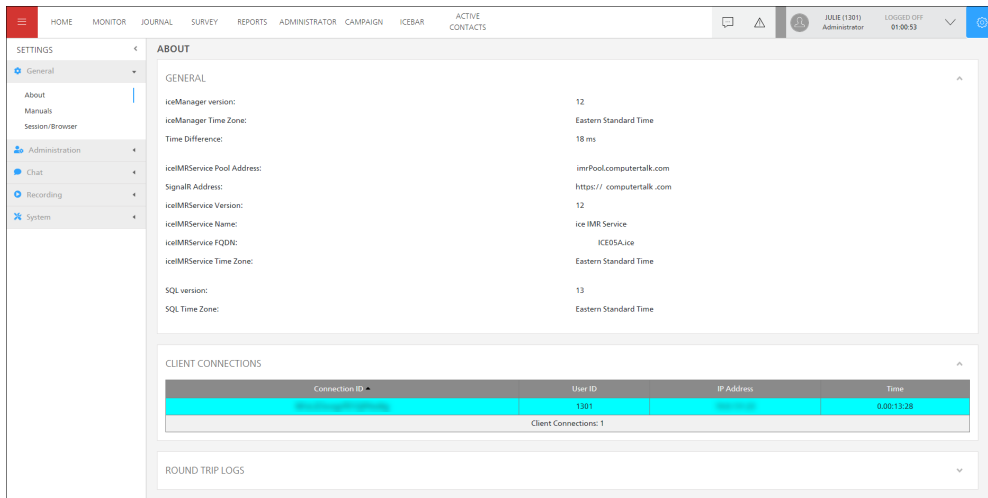 HOME MONITOR JOURNAL SURVEY REPORTS ADMINISTRATOR CAMPAIGN ICEBAR ACTIVE CONTACTS
JULIE (1301) LOGGED OFF
Administrator 01:00:53
SETTINGS
General
About
Manuals
Session/Browser
Administration
Chat
Recording
System
ABOUT
GENERAL
iceManager version: 12
iceManager Time Zone: Eastern Standard Time
Time Difference: 18 ms
iceIMRService Pool Address: imrPool.computertalk.com
SignalR Address: https:// computertalk .com
iceIMRService Version: 12
iceIMRService Name: ice IMR Service
iceIMRService FQDN: ICE05A.ice
iceIMRService Time Zone: Eastern Standard Time
SQL version: 13
SQL Time Zone: Eastern Standard Time
CLIENT CONNECTIONS
Connection ID User ID IP Address Time
1301 0.00:13:28
Client Connections: 1
ROUND TRIP LOGS